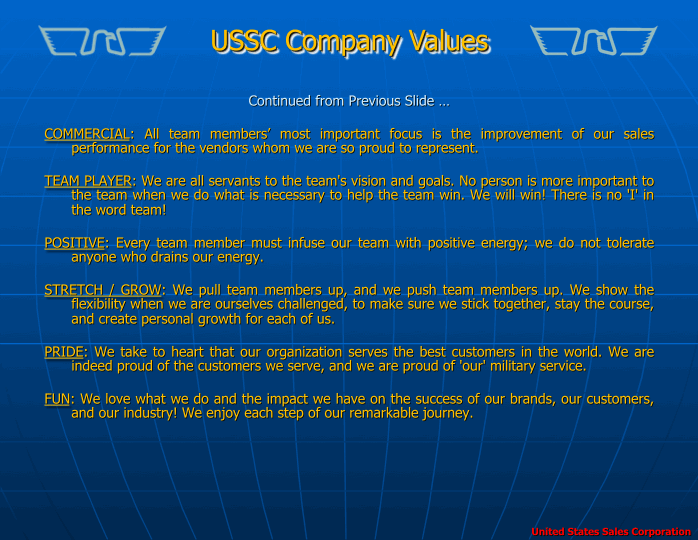 USSC Company Values
Continued from Previous Slide ...
COMMERCIAL: All team members’ most important focus is the improvement of our sales
performance for the vendors whom we are so proud to represent.
TEAM PLAYER: We are all servants to the team's vision and goals. No person is more important to
the team when we do what is necessary to help the team win. We will win! There is no 'I' in
the word team!
POSITIVE: Every team member must infuse our team with positive energy; we do not tolerate
anyone who drains our energy.
STRETCH / GROW: We pull team members up, and we push team members up. We show the
flexibility when we are ourselves challenged, to make sure we stick together, stay the course,
and create personal growth for each of us.
PRIDE: We take to heart that our organization serves the best customers in the world. We are
indeed proud of the customers we serve, and we are proud of 'our' military service.
FUN: We love what we do and the impact we have on the success of our brands, our customers,
and our industry! We enjoy each step of our remarkable journey.
United States Sales Corporation